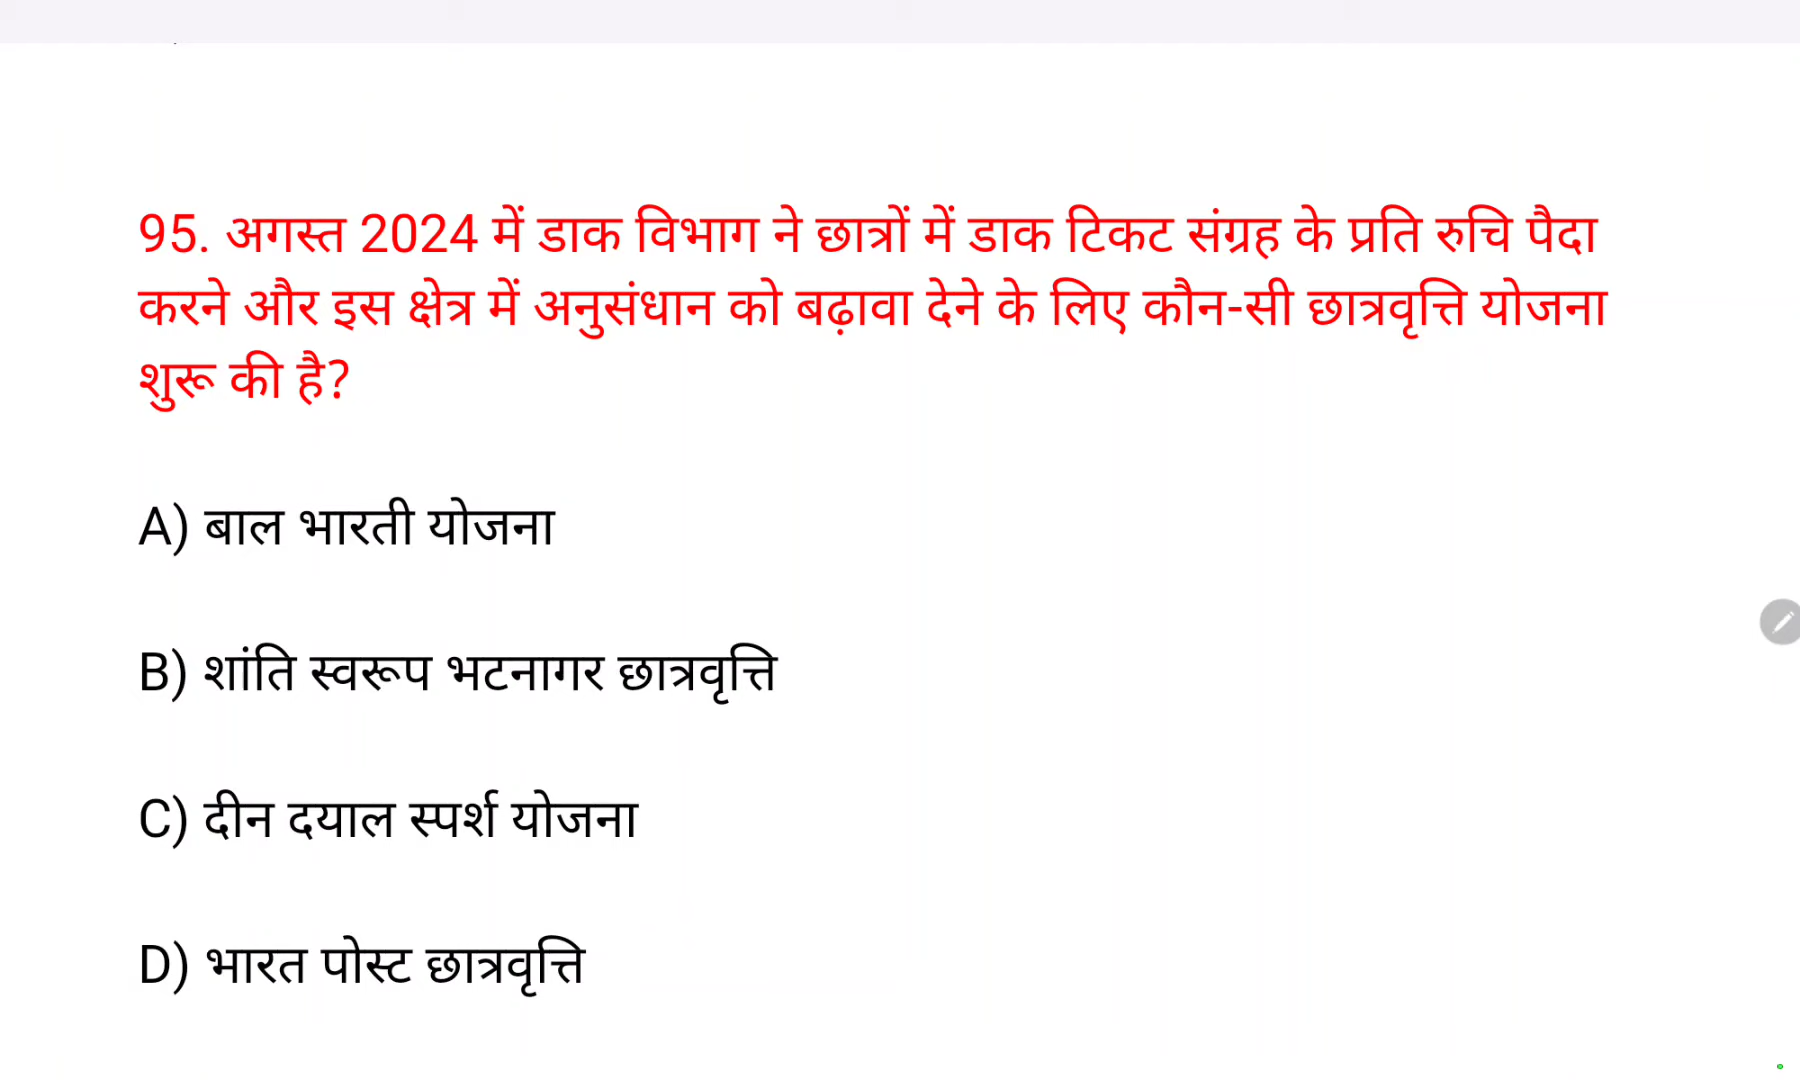 95. अगस्त 2024 में डाक विभाग ने छात्रों में डाक टिकट संग्रह के प्रति रुचि पैदा
करने और इस क्षेत्र में अनुसंधान को बढ़ावा देने के लिए कौन-सी छात्रवृत्ति योजना
शुरू की है?
A) बाल भारती योजना
B) शांति स्वरूप भटनागर छात्रवृत्ति
C) दीन दयाल स्पर्श योजना
D) भारत पोस्ट छात्रवृत्ति